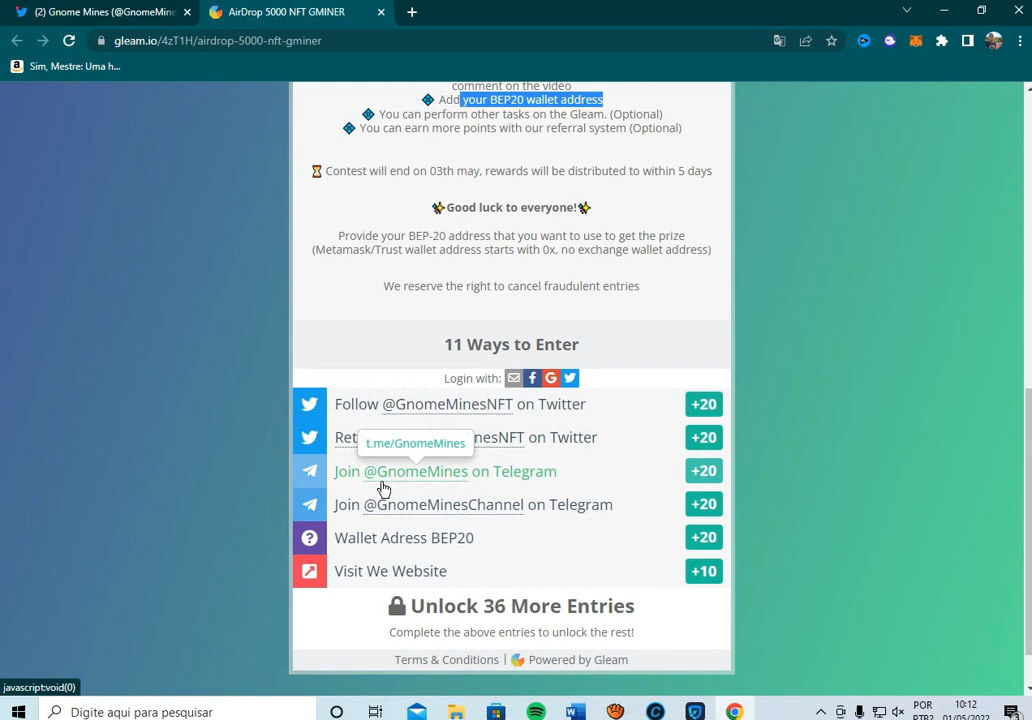 (2) Gnome Mines (@GnomeMine
AirDrop 5000 NFT GMINER
gleam.io/4zT1H/airdrop-5000-nft-gminer
Sim, Mestre: Uma h...
comment on the video
Add your BEP20 wallet address
You can perform other tasks on the Gleam. (Optional)
You can earn more points with our referral system (Optional)
Contest will end on 03th may, rewards will be distributed to within 5 days
Good luck to everyone!
Provide your BEP-20 address that you want to use to get the prize
(Metamask/Trust wallet address starts with 0x, no exchange wallet address)
We reserve the right to cancel fraudulent entries
11 Ways to Enter
Login with:
Follow @GnomeMinesNFT on Twitter +20
Ret nesNFT on Twitter +20
t.me/GnomeMines
Join @GnomeMines on Telegram +20
Join @GnomeMinesChannel on Telegram +20
Wallet Adress BEP20 +20
Visit We Website +10
Unlock 36 More Entries
Complete the above entries to unlock the rest!
Terms & Conditions | Powered by Gleam
javascript:void(0)
Digite aqui para pesquisar
POR
PTB2
10:12
01/05/2022